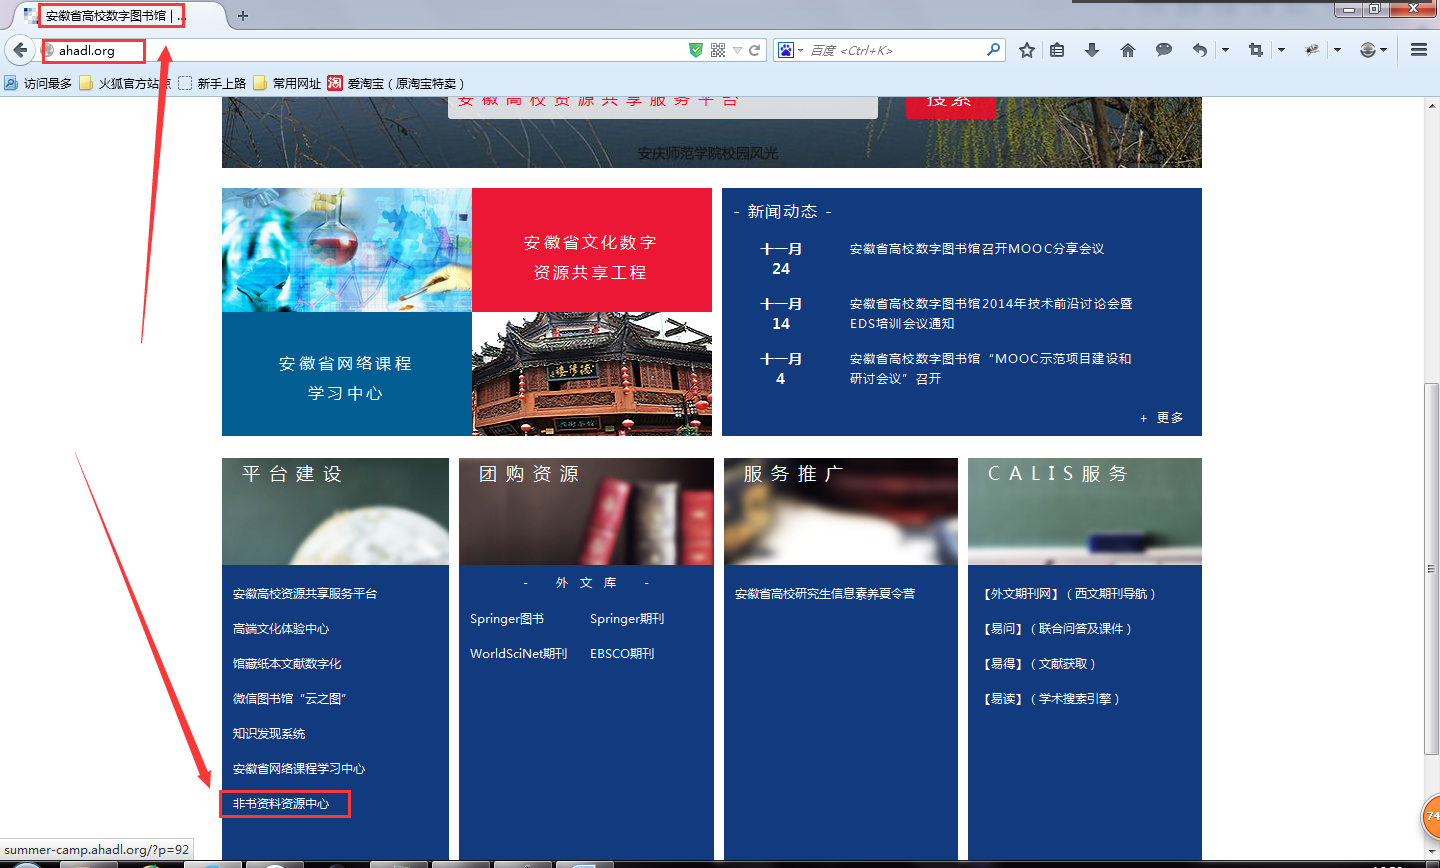 安徽省高校数字图书馆 | ...
ahadl.org
百度 <Ctrl+K>
访问最多
火狐官方站点
新手上路
常用网址
淘
爱淘宝（原淘宝特卖）
安徽高校资源共享服务平台
搜索
安庆师范学院校园风光
安徽省文化数字
资源共享工程
安徽省网络课程
学习中心
- 新闻动态 -
十一月
24
安徽省高校数字图书馆召开MOOC分享会议
十一月
14
安徽省高校数字图书馆2014年技术前沿讨论会暨
EDS培训会议通知
十一月
4
安徽省高校数字图书馆“MOOC示范项目建设和
研讨会议”召开
+ 更多
平台建设
安徽高校资源共享服务平台
高端文化体验中心
馆藏纸本文献数字化
微信图书馆“云之图”
知识发现系统
安徽省网络课程学习中心
非书资料资源中心
团购资源
- 外文库 -
Springer图书
Springer期刊
WorldSciNet期刊
EBSCO期刊
服务推广
安徽省高校研究生信息素养夏令营
CALIS服务
【外文期刊网】（西文期刊导航）
【易问】（联合问答及课件）
【易得】（文献获取）
【易读】（学术搜索引擎）
74
summer-camp.ahadl.org/?p=92